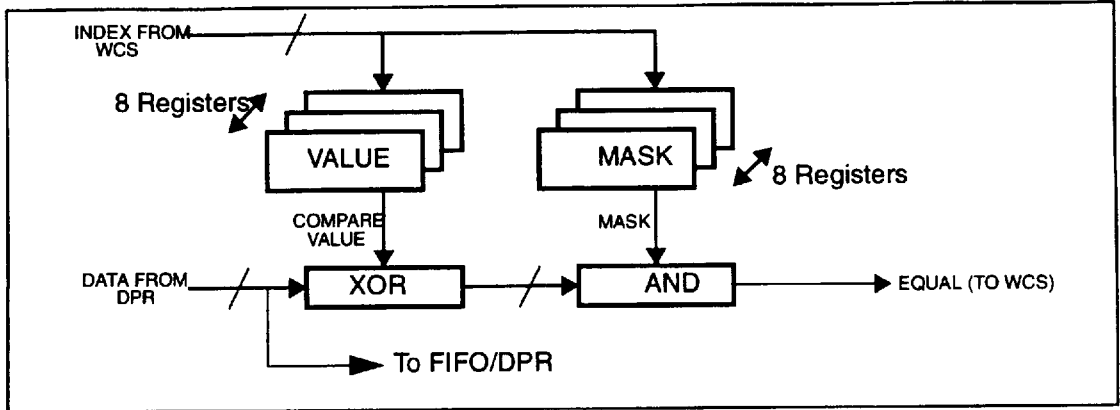 INDEX FROM
WCS
8 Registers
VALUE
MASK
8 Registers
COMPARE
VALUE
MASK
DATA FROM
DPR
XOR
AND
EQUAL (TO WCS)
To FIFO/DPR